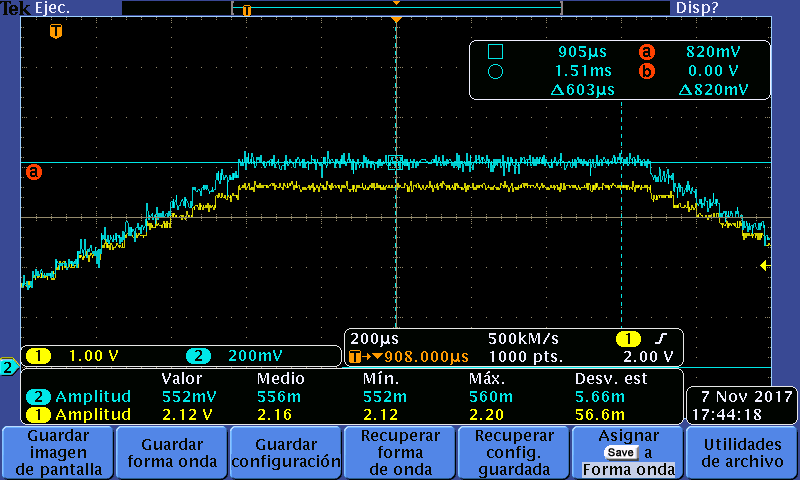 Tek Ejec. Disp?
T
T
905µs a 820mV
1.51ms b 0.00 V
Δ603µs Δ820mV
a
1 1.00 V 2 200mV
200µs 500kM/s 1
T→▼908.000µs 1000 pts. 2.00 V
2
Valor Medio Mín. Máx. Desv. est
2 Amplitud 552mV 556m 552m 560m 5.66m
1 Amplitud 2.12 V 2.16 2.12 2.20 56.6m
7 Nov 2017
17:44:18
Guardar
imagen
de pantalla
Guardar
forma onda
Guardar
configuración
Recuperar
forma
de onda
Recuperar
config.
guardada
Asignar
Save a
Forma onda
Utilidades
de archivo